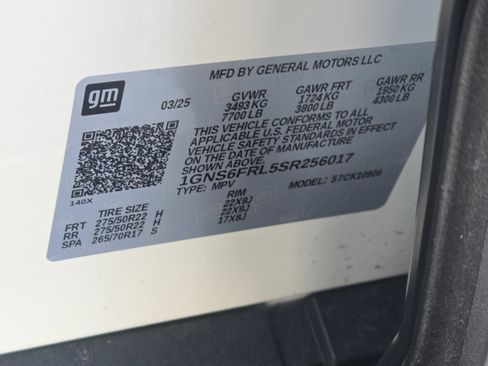 gm
MFD BY GENERAL MOTORS LLC
03/25
GVWR GAWR FRT GAWR RR
3493 KG 1724 KG 1950 KG
7700 LB 3800 LB 4300 LB
THIS VEHICLE CONFORMS TO ALL
APPLICABLE U.S. FEDERAL MOTOR
VEHICLE SAFETY STANDARDS IN EFFECT
ON THE DATE OF MANUFACTURE
SHOWN ABOVE.
1GNS6FRL5SR256017
TYPE: MPV MODEL: 57CK10906
140X
TIRE SIZE RIM
FRT 275/50R22 H 22X9J
RR 275/50R22 H 22X9J
SPA 265/70R17 S 17X8J